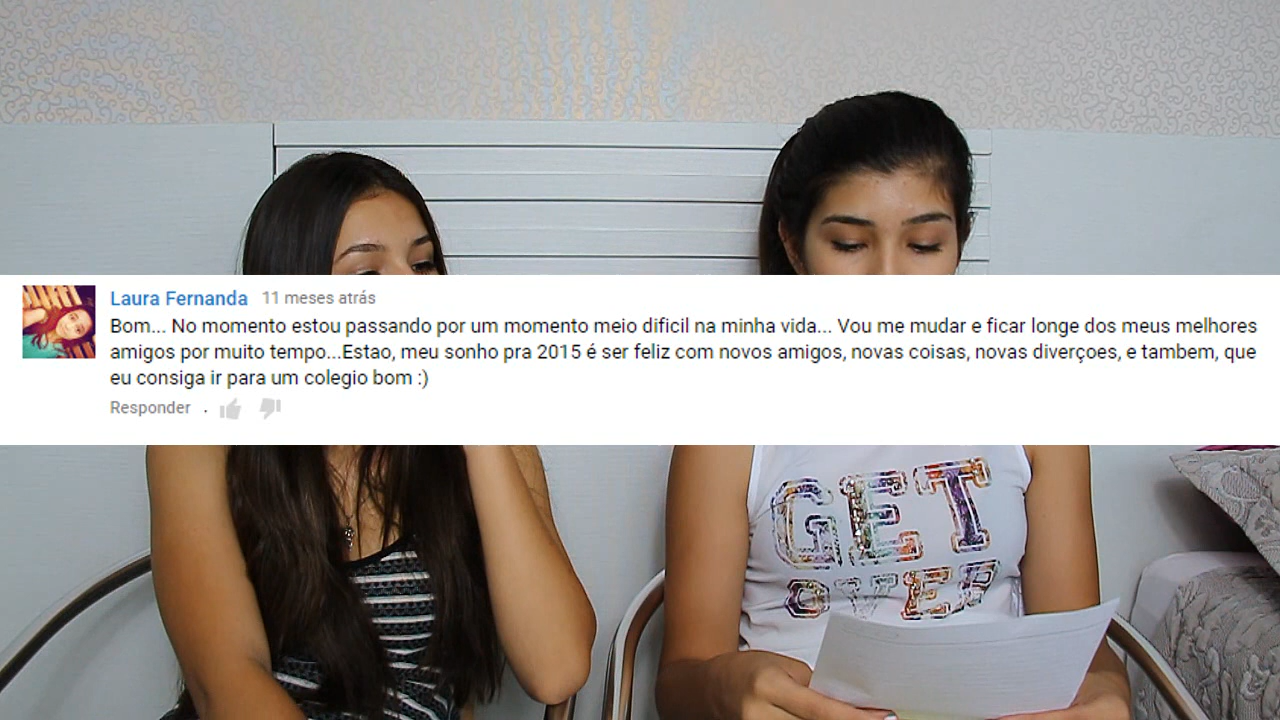 Laura Fernanda 11 meses atrás
Bom... No momento estou passando por um momento meio dificil na minha vida... Vou me mudar e ficar longe dos meus melhores
amigos por muito tempo...Estao, meu sonho pra 2015 é ser feliz com novos amigos, novas coisas, novas diverçoes, e tambem, que
eu consiga ir para um colegio bom :)
Responder .
GET
OVER